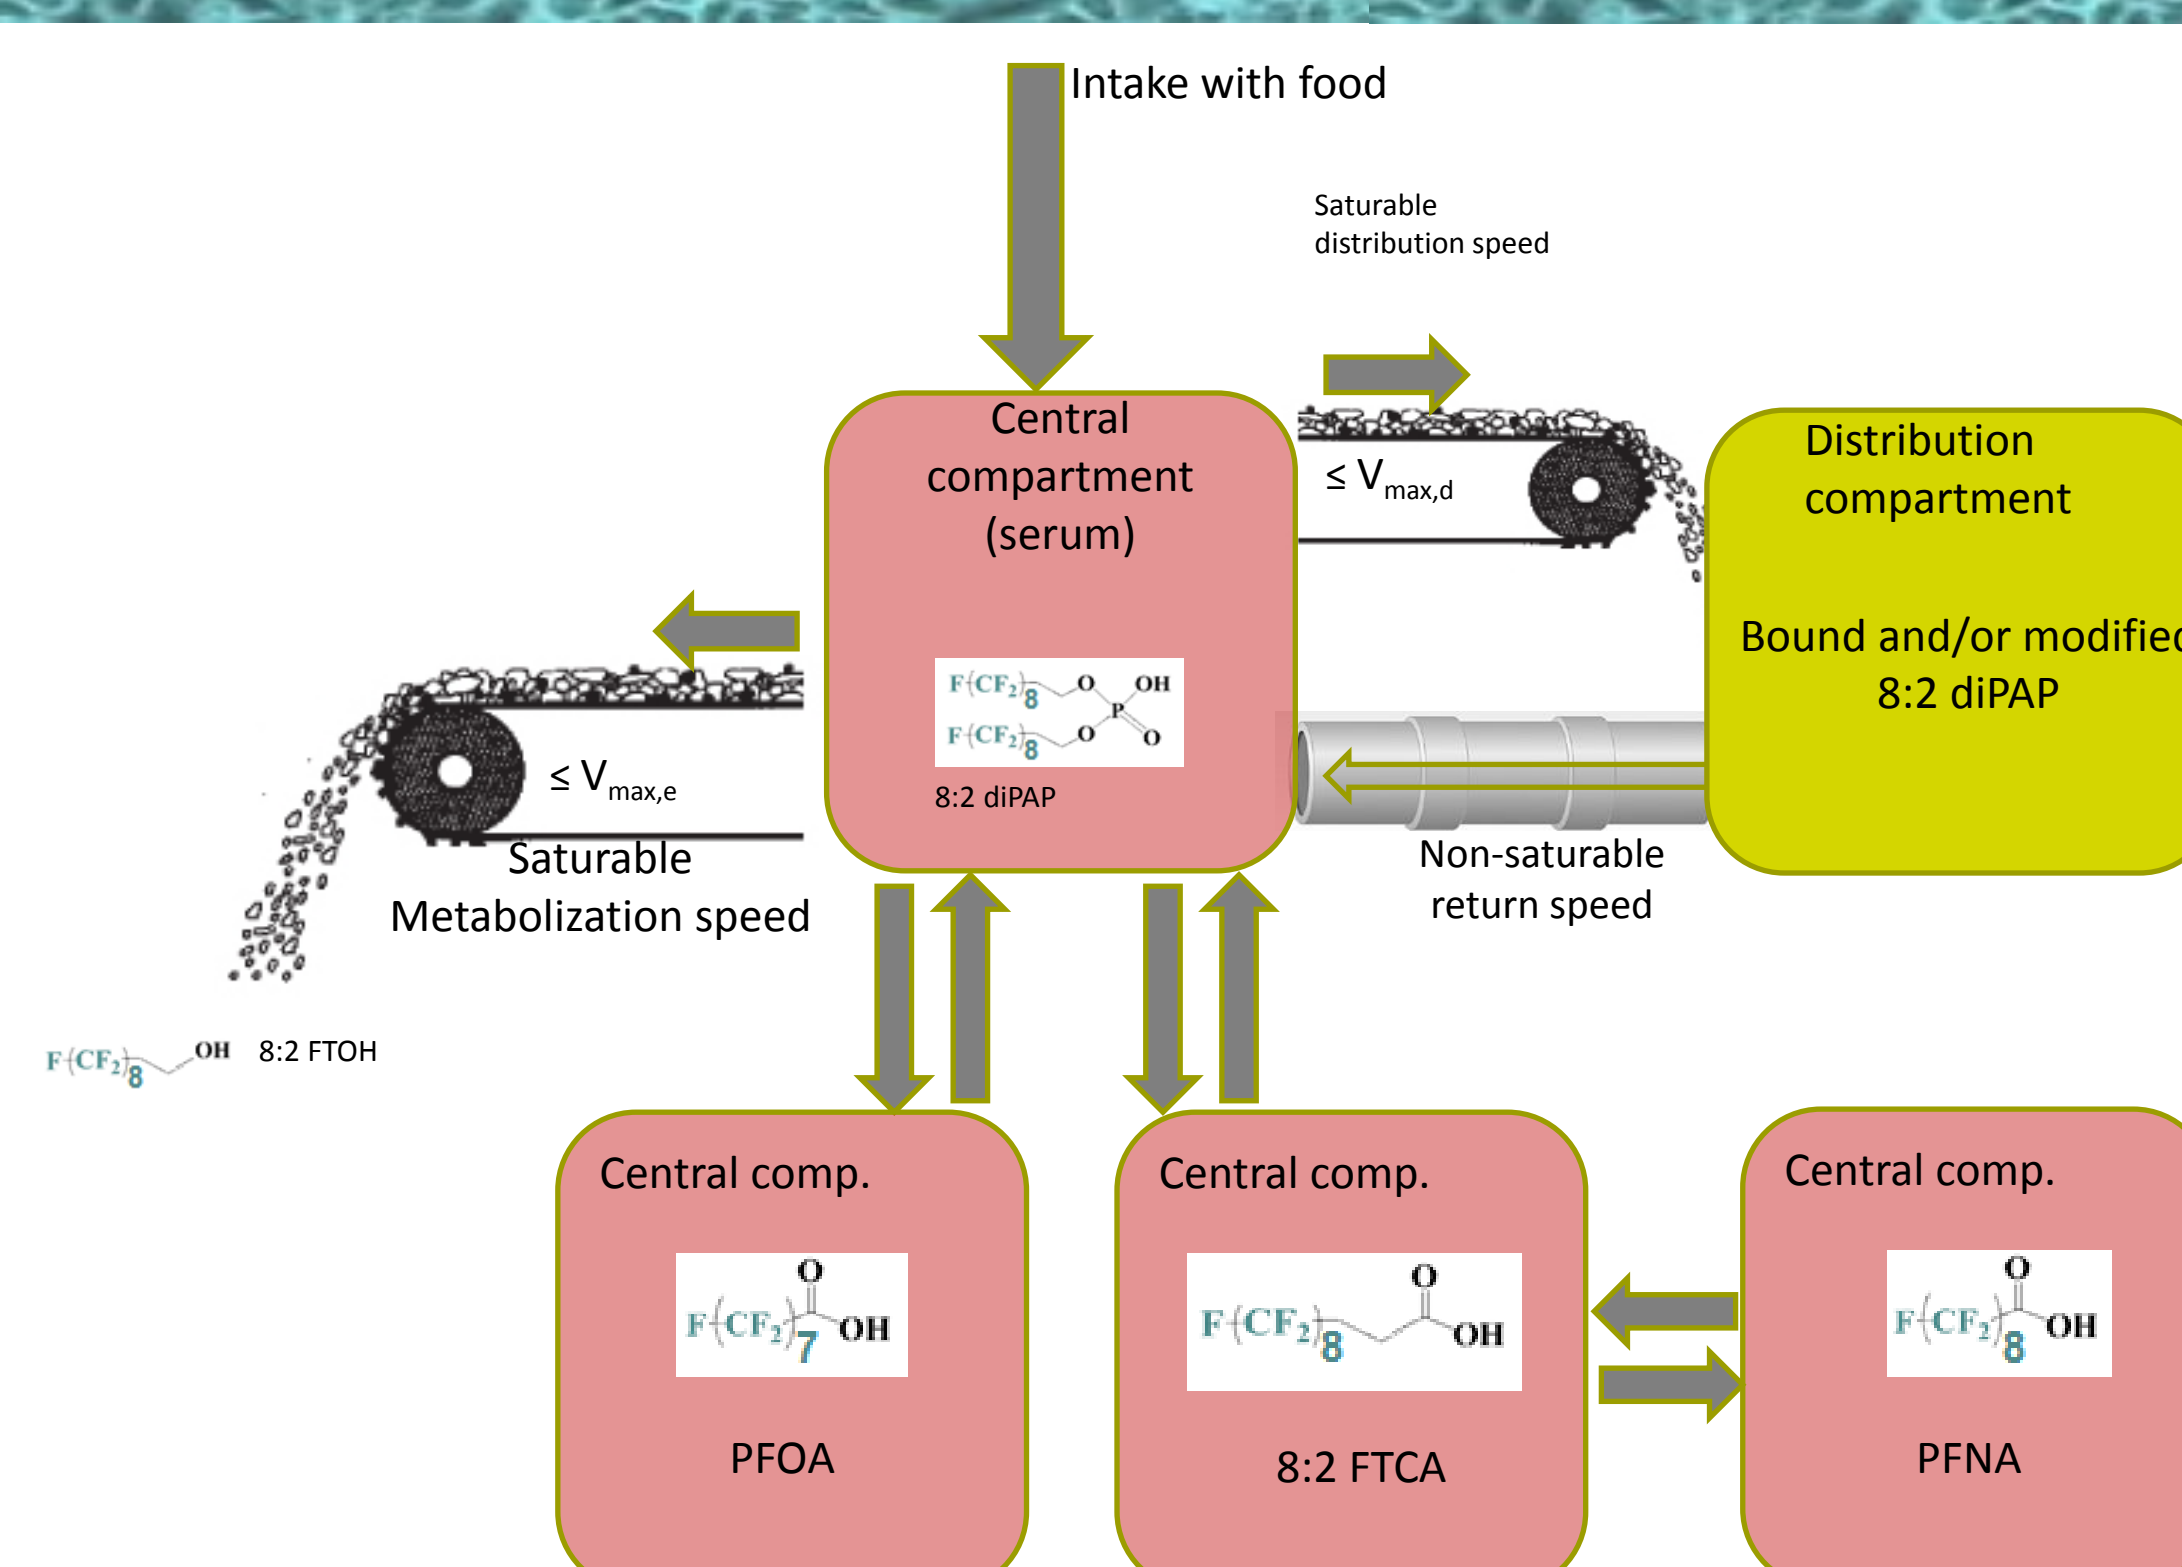 Intake with food
Saturable
distribution speed
Central
compartment
(serum)
≤ Vmax,d
Distribution
compartment
Bound and/or modified
8:2 diPAP
F(CF2)8 O OH
P
F(CF2)8 O O
8:2 diPAP
≤ Vmax,e
Saturable
Metabolization speed
Non-saturable
return speed
F(CF2)8 OH 8:2 FTOH
Central comp.
O
F(CF2)7 OH
PFOA
Central comp.
O
F(CF2)8 OH
8:2 FTCA
Central comp.
O
F(CF2)8 OH
PFNA